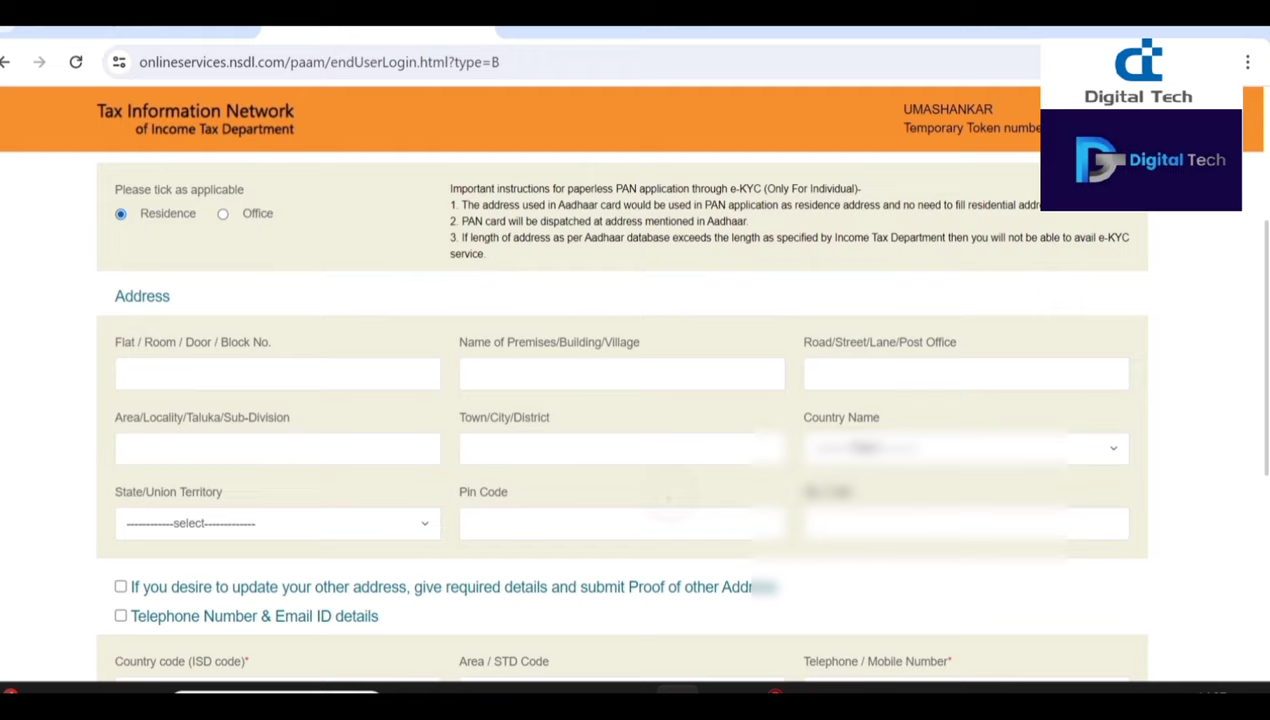 onlineservices.nsdl.com/paam/endUserLogin.html?type=B
Digital Tech
Tax Information Network
of Income Tax Department
UMASHANKAR
Temporary Token
Digital Tech
Please tick as applicable
Residence
Office
Important instructions for paperless PAN application through e-KYC (Only For Individual)-
1. The address used in Aadhaar card would be used in PAN application as residence address and no need to fill residential
2. PAN card will be dispatched at address mentioned in Aadhaar.
3. If length of address as per Aadhaar database exceeds the length as specified by Income Tax Department then you will not be able to avail e-KYC
service.
Address
Flat / Room / Door / Block No.
Name of Premises/Building/Village
Road/Street/Lane/Post Office
Area/Locality/Taluka/Sub-Division
Town/City/District
Country Name
State/Union Territory
Pin Code
------------select-------------
If you desire to update your other address, give required details and submit Proof of other
Telephone Number & Email ID details
Country code (ISD code)*
Area / STD Code
Telephone / Mobile Number*